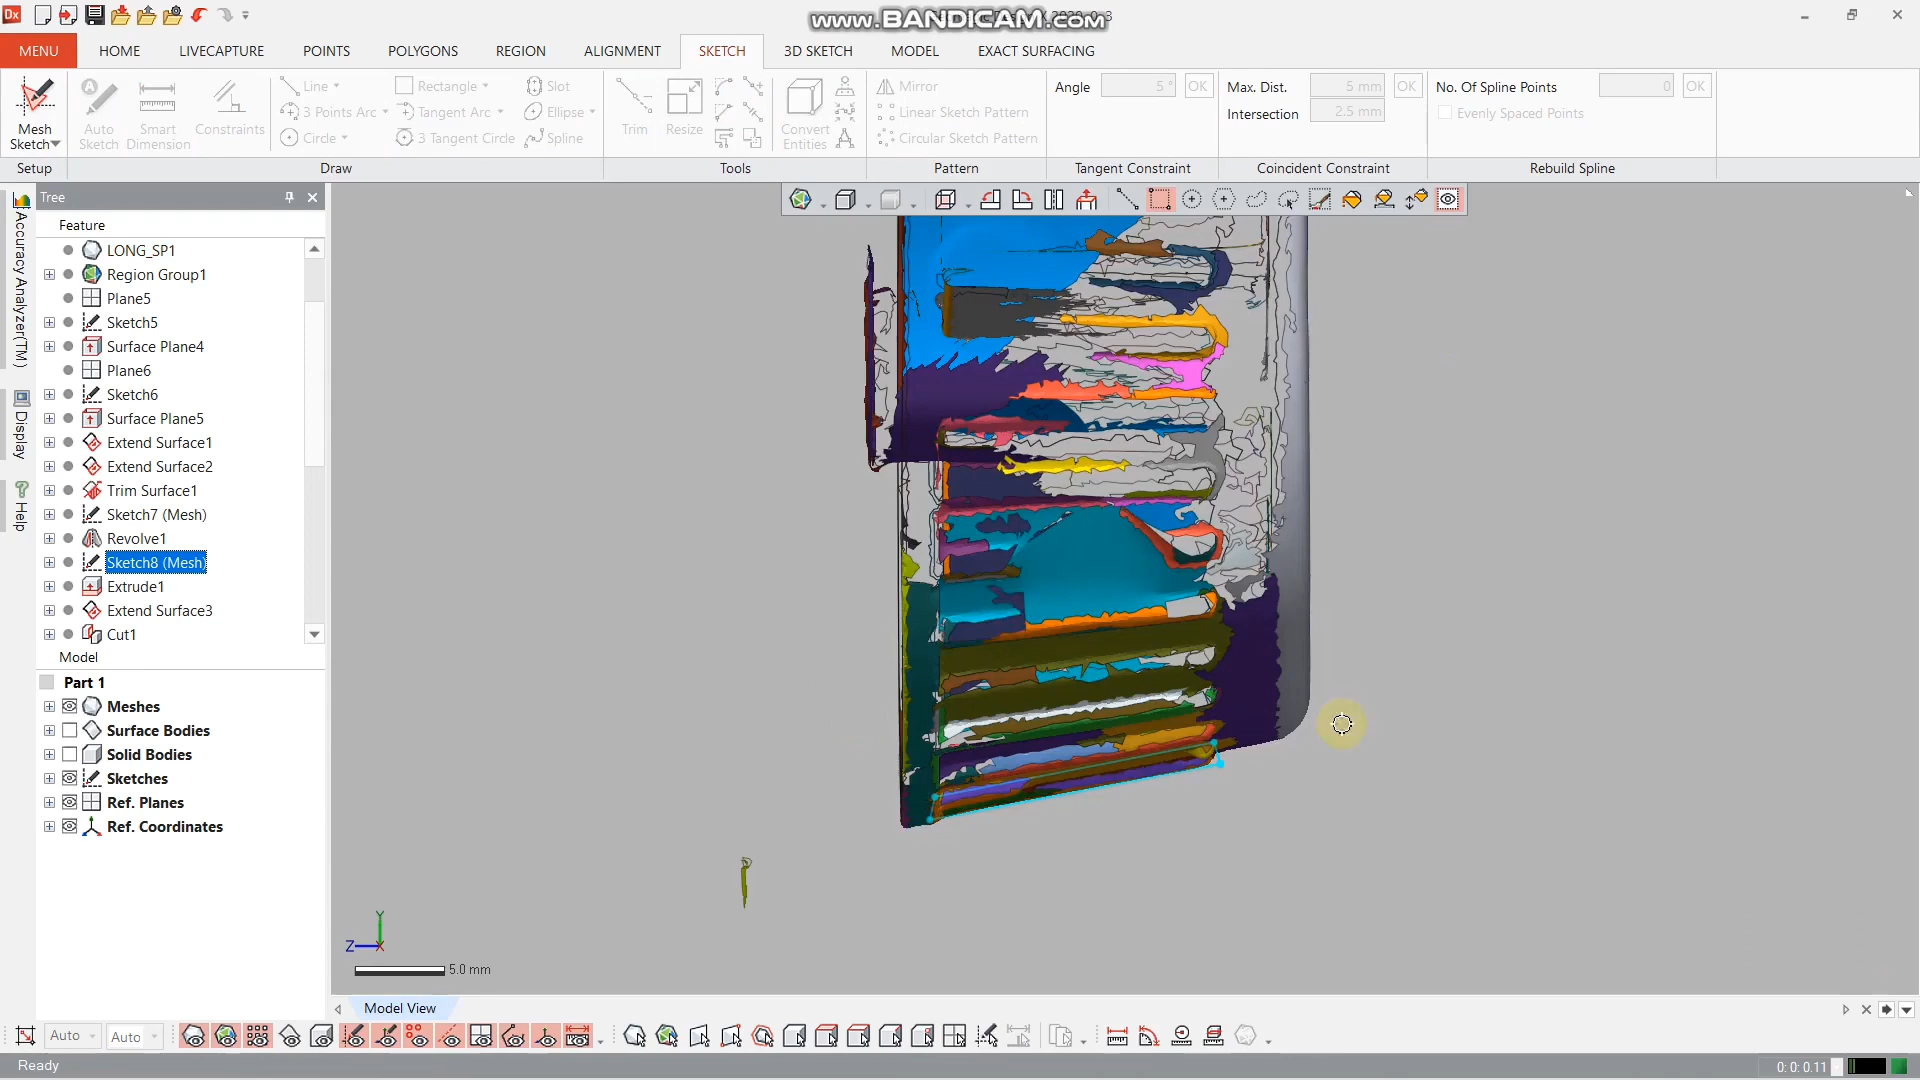 Dx
www.BANDICAM.com
MENU
HOME
LIVECAPTURE
POINTS
POLYGONS
REGION
ALIGNMENT
SKETCH
3D SKETCH
MODEL
EXACT SURFACING
Mesh Sketch
Auto Sketch
Smart Dimension
Constraints
Line
3 Points Arc
Circle
Rectangle
Tangent Arc
3 Tangent Circle
Slot
Ellipse
Spline
Trim
Resize
Convert Entities
Mirror
Linear Sketch Pattern
Circular Sketch Pattern
Angle
5 °
OK
Max. Dist.
5 mm
OK
Intersection
2.5 mm
No. Of Spline Points
0
OK
Evenly Spaced Points
Setup
Draw
Tools
Pattern
Tangent Constraint
Coincident Constraint
Rebuild Spline
Accuracy Analyzer(TM)
Display
Help
Tree
Feature
LONG_SP1
Region Group1
Plane5
Sketch5
Surface Plane4
Plane6
Sketch6
Surface Plane5
Extend Surface1
Extend Surface2
Trim Surface1
Sketch7 (Mesh)
Revolve1
Sketch8 (Mesh)
Extrude1
Extend Surface3
Cut1
Model
Part 1
Meshes
Surface Bodies
Solid Bodies
Sketches
Ref. Planes
Ref. Coordinates
Y
Z
X
5.0 mm
Model View
Auto
Auto
Ready
0: 0: 0.11